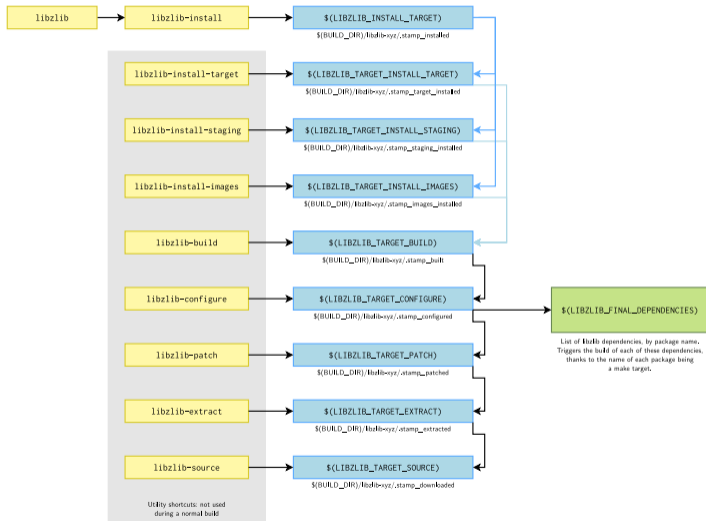 libzlib
libzlib-install
$(LIBZLIB_INSTALL_TARGET)
$(BUILD_DIR)/libzlib-xyz/.stamp_installed
libzlib-install-target
$(LIBZLIB_TARGET_INSTALL_TARGET)
$(BUILD_DIR)/libzlib-xyz/.stamp_target_installed
libzlib-install-staging
$(LIBZLIB_TARGET_INSTALL_STAGING)
$(BUILD_DIR)/libzlib-xyz/.stamp_staging_installed
libzlib-install-images
$(LIBZLIB_TARGET_INSTALL_IMAGES)
$(BUILD_DIR)/libzlib-xyz/.stamp_images_installed
libzlib-build
$(LIBZLIB_TARGET_BUILD)
$(BUILD_DIR)/libzlib-xyz/.stamp_built
libzlib-configure
$(LIBZLIB_TARGET_CONFIGURE)
$(BUILD_DIR)/libzlib-xyz/.stamp_configured
$(LIBZLIB_FINAL_DEPENDENCIES)
List of libzlib dependencies, by package name.
Triggers the build of each of these dependencies,
thanks to the name of each package being
a make target.
libzlib-patch
$(LIBZLIB_TARGET_PATCH)
$(BUILD_DIR)/libzlib-xyz/.stamp_patched
libzlib-extract
$(LIBZLIB_TARGET_EXTRACT)
$(BUILD_DIR)/libzlib-xyz/.stamp_extracted
libzlib-source
$(LIBZLIB_TARGET_SOURCE)
$(BUILD_DIR)/libzlib-xyz/.stamp_downloaded
Utility shortcuts: not used
during a normal build